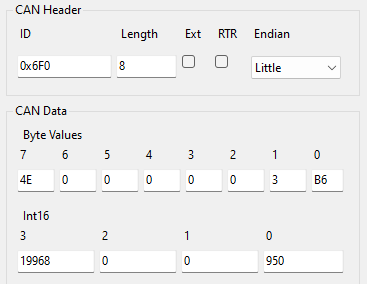 CAN Header
ID Length Ext RTR Endian
0x6F0 8 Little
CAN Data
Byte Values
7 6 5 4 3 2 1 0
4E 0 0 0 0 0 3 B6
Int16
3 2 1 0
19968 0 0 950